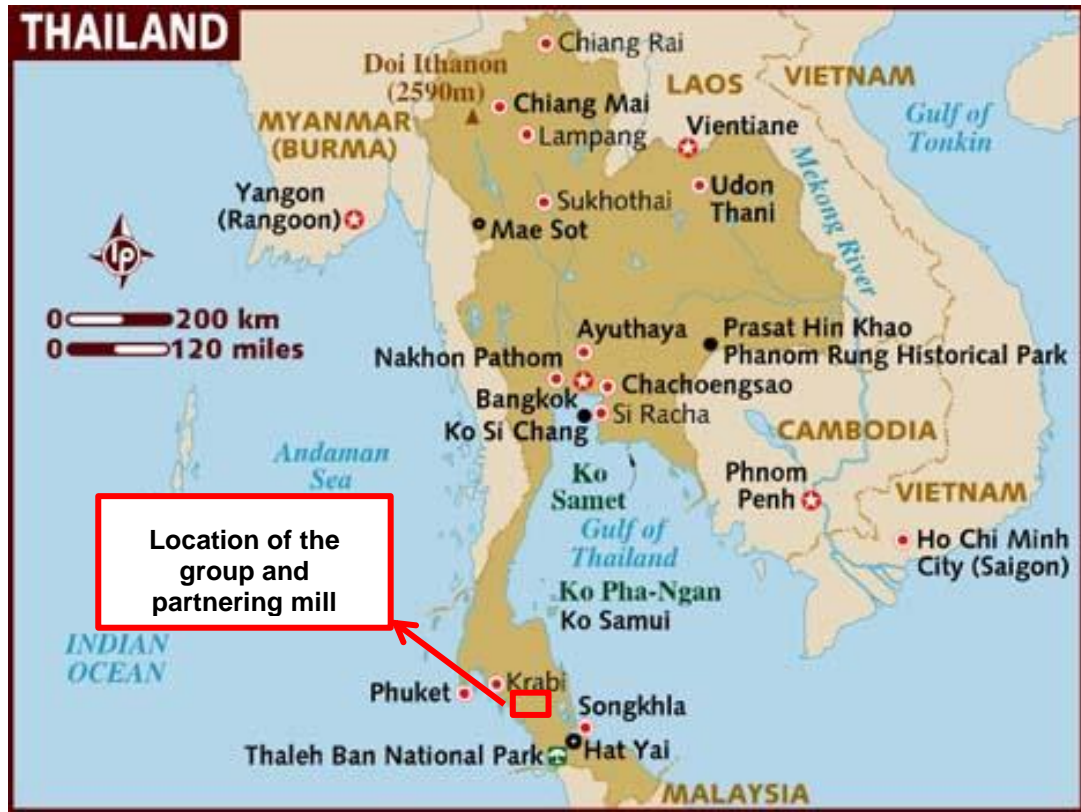 THAILAND
Chiang Rai
Doi Ithanon
(2590m)
Chiang Mai
Lampang
LAOS
VIETNAM
Gulf of
Tonkin
MYANMAR
(BURMA)
Vientiane
Yangon
(Rangoon)
Sukhothai
Udon
Thani
Mekong River
Mae Sot
lp
0 200 km
0 120 miles
Ayuthaya
Prasat Hin Khao
Phanom Rung Historical Park
Nakhon Pathom
Chachoengsao
Bangkok
Si Racha
Ko Si Chang
CAMBODIA
Andaman
Sea
Ko
Samet
Phnom
Penh
VIETNAM
Gulf of
Thailand
Ho Chi Minh
City (Saigon)
Location of the
group and
partnering mill
Ko Pha-Ngan
Ko Samui
INDIAN
OCEAN
Phuket
Krabi
Songkhla
Thaleh Ban National Park
Hat Yai
MALAYSIA